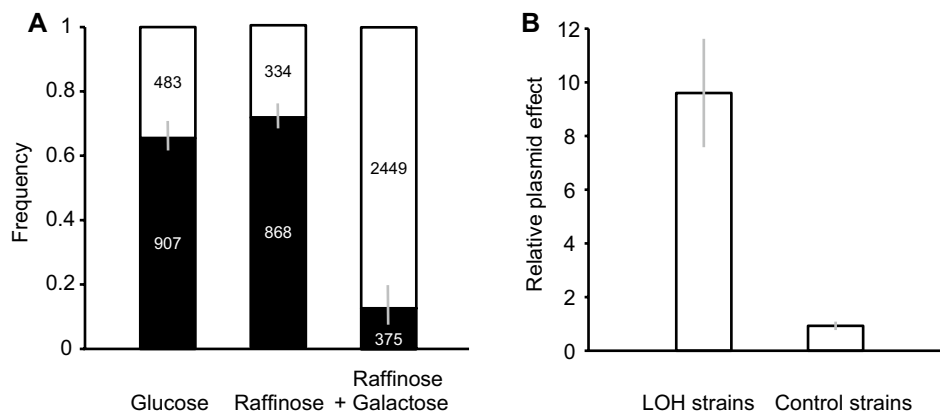 A
Frequency
1
0.8
0.6
0.4
0.2
0
483
907
334
868
2449
375
Glucose
Raffinose
Raffinose
+ Galactose
B
Relative plasmid effect
12
10
8
6
4
2
0
LOH strains
Control strains